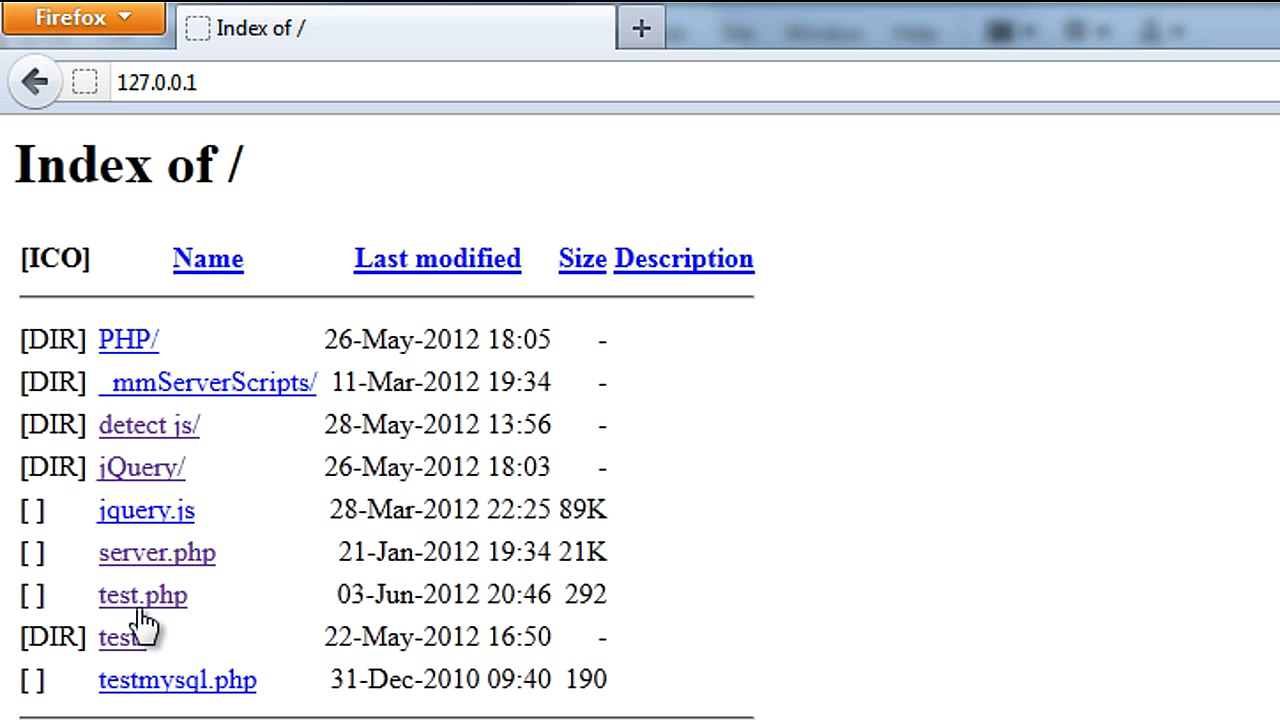 Firefox
Index of /
127.0.0.1
Index of /
[ICO] Name Last modified Size Description
[DIR] PHP/ 26-May-2012 18:05 -
[DIR] _mmServerScripts/ 11-Mar-2012 19:34 -
[DIR] detect js/ 28-May-2012 13:56 -
[DIR] jQuery/ 26-May-2012 18:03 -
[ ] jquery.js 28-Mar-2012 22:25 89K
[ ] server.php 21-Jan-2012 19:34 21K
[ ] test.php 03-Jun-2012 20:46 292
[DIR] test 22-May-2012 16:50 -
[ ] testmysql.php 31-Dec-2010 09:40 190